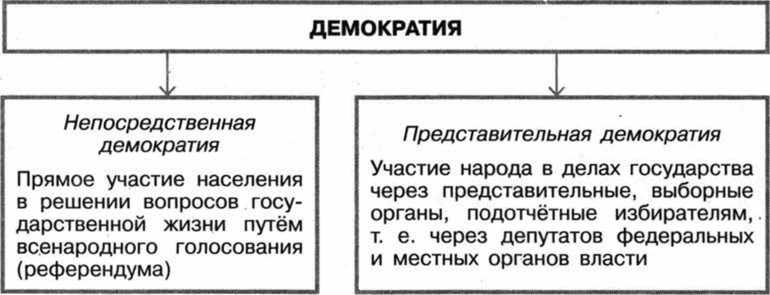 ДЕМОКРАТИЯ
Непосредственная
демократия
Прямое участие населения
в решении вопросов госу-
дарственной жизни путём
всенародного голосования
(референдума)
Представительная демократия
Участие народа в делах государства
через представительные, выборные
органы, подотчётные избирателям,
т. е. через депутатов федеральных
и местных органов власти